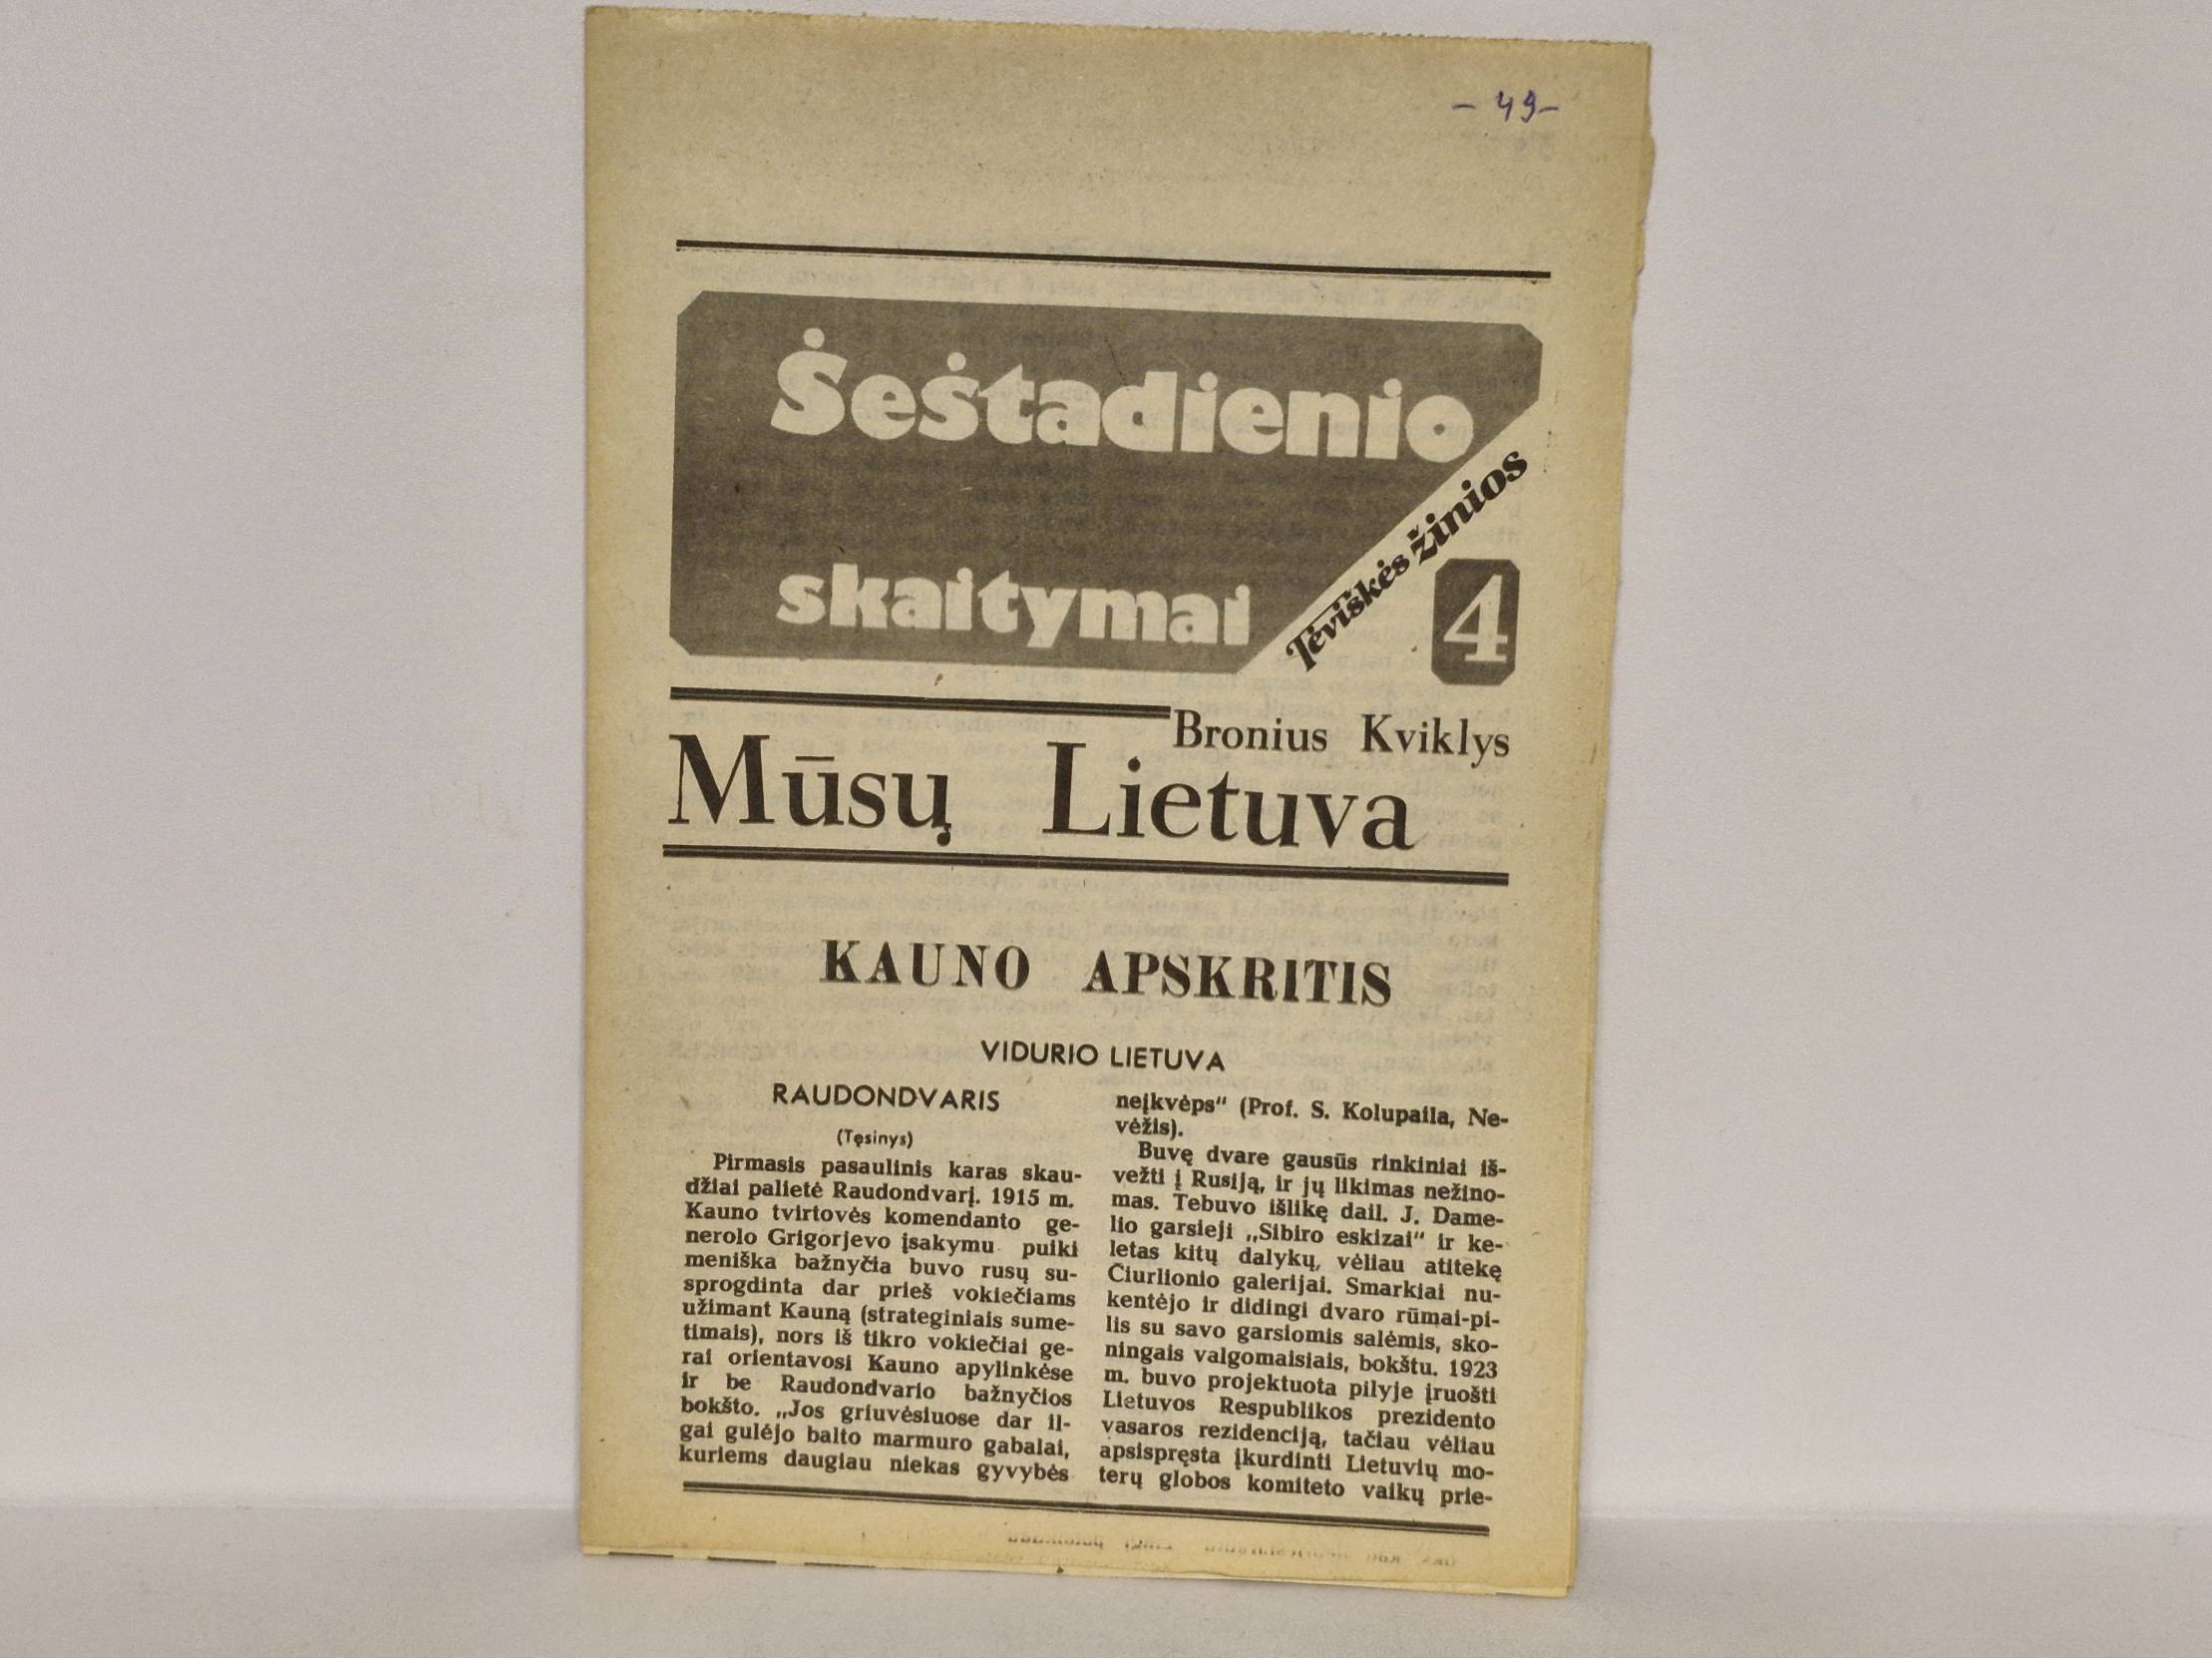 - 49 -
Šeštadienio
skaitymai
Tėviškės žinios
4
Bronius Kviklys
Mūsų Lietuva
KAUNO APSKRITIS
VIDURIO LIETUVA
RAUDONDVARIS
(Tęsinys)
Pirmasis pasaulinis karas skau-
džiai palietė Raudondvarį. 1915 m.
Kauno tvirtovės komendanto ge-
nerolo Grigorjevo įsakymu puiki
meniška bažnyčia buvo rusų su-
sprogdinta dar prieš vokiečiams
užimant Kauną (strateginiais sume-
timais), nors iš tikro vokiečiai ge-
rai orientavosi Kauno apylinkėse
ir be Raudondvario bažnyčios
bokšto. „Jos griuvėsiuose dar il-
gai gulėjo balto marmuro gabalai,
kuriems daugiau niekas gyvybės
neįkvėps“ (Prof. S. Kolupaila, Ne-
vėžis).
Buvę dvare gausūs rinkiniai iš-
vežti į Rusiją, ir jų likimas nežino-
mas. Tebuvo išlikę dail. J. Dame-
lio garsieji „Sibiro eskizai“ ir ke-
letas kitų dalykų, vėliau atitekę
Čiurlionio galerijai. Smarkiai nu-
kentėjo ir didingi dvaro rūmai-pi-
lis su savo garsiomis salėmis, sko-
ningais valgomaisiais, bokštu. 1923
m. buvo projektuota pilyje įruošti
Lietuvos Respublikos prezidento
vasaros rezidenciją, tačiau vėliau
apsispręsta įkurdinti Lietuvių mo-
terų globos komiteto vaikų prie-